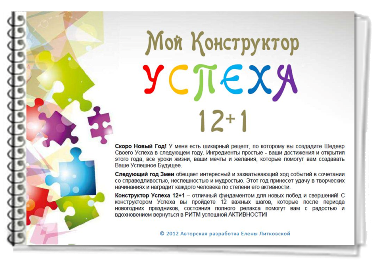 Мой Конструктор
УСПЕХА
12+1
Скоро Новый Год! У меня есть шикарный рецепт, по которому вы создадите Шедевр
Своего Успеха в следующем году. Ингредиенты простые - ваши достижения и открытия
этого года, все уроки жизни, ваши мечты и желания, которые помогут вам создавать
Ваше Успешное Будущее.
Следующий год Змеи обещает интересный и захватывающий ход событий в сочетании
со справедливостью, неспешностью и мудростью. Этот год принесет удачу в творческих
начинаниях и наградит каждого человека по степени его активности.
Конструктор Успеха 12+1 – отличный фундамент для новых побед и свершений! С
конструктором Успеха вы пройдете 12 важных шагов, которые после периода
новогодних праздников, состояния полного релакса помогут вам с радостью и
вдохновением вернуться в РИТМ успешной АКТИВНОСТИ!
© 2012 Авторская разработка Елены